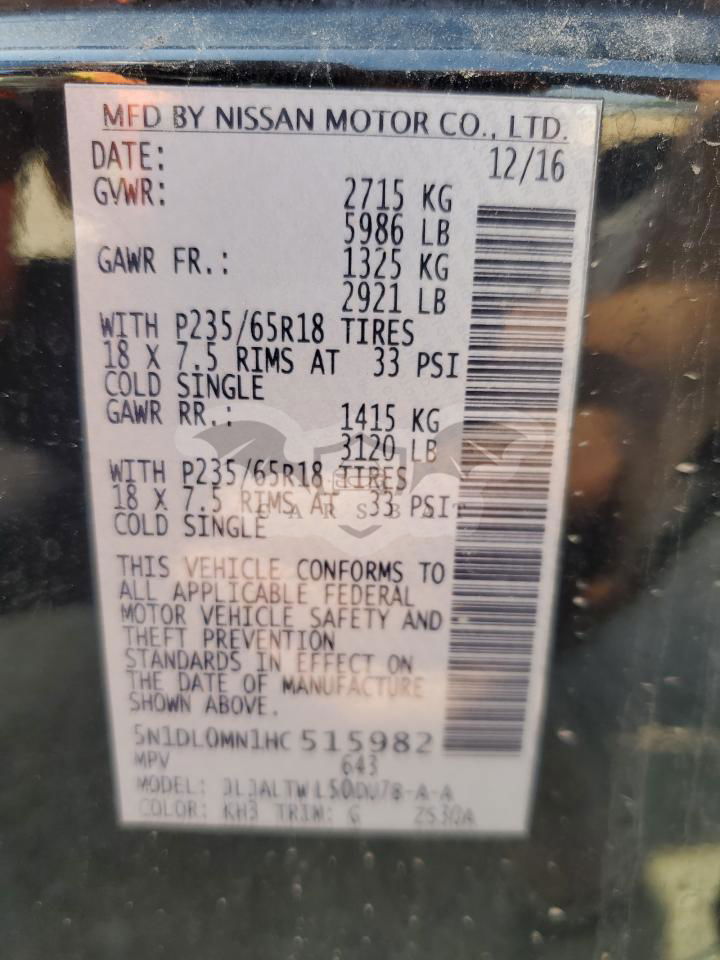 MFD BY NISSAN MOTOR CO., LTD.
DATE: 12/16
GVWR: 2715 KG
5986 LB
GAWR FR.: 1325 KG
2921 LB
WITH P235/65R18 TIRES
18 X 7.5 RIMS AT 33 PSI
COLD SINGLE
GAWR RR.: 1415 KG
3120 LB
WITH P235/65R18 TIRES
18 X 7.5 RIMS AT 33 PSI
COLD SINGLE
THIS VEHICLE CONFORMS TO
ALL APPLICABLE FEDERAL
MOTOR VEHICLE SAFETY AND
THEFT PREVENTION
STANDARDS IN EFFECT ON
THE DATE OF MANUFACTURE
SHOWN ABOVE.
5N1DL0MN1HC 515982
MPV 643
MODEL:
COLOR: KH3 TRIM: G